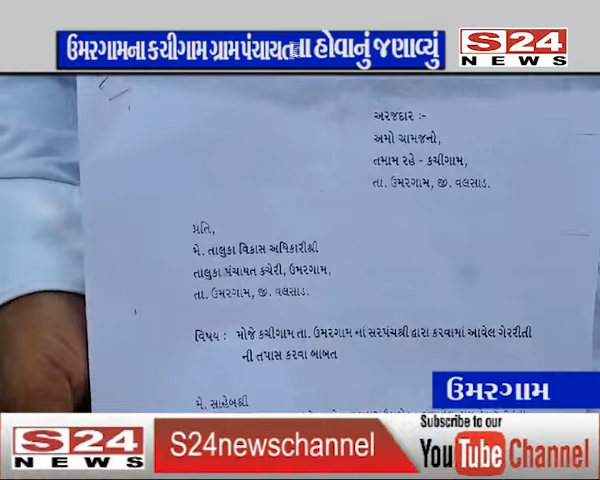 ઉમરગામના કચીગામ ગ્રામ પંચાયતના હોવાનું જણાવ્યું
S24
NEWS
અરજદાર :-
અમો ગ્રામજનો,
તમામ રહે - કચીગામ,
તા. ઉમરગામ, જી. વલસાડ.
પ્રતિ,
મે. તાલુકા વિકાસ અધિકારીશ્રી
તાલુકા પંચાયત કચેરી, ઉમરગામ,
તા. ઉમરગામ, જી. વલસાડ.
વિષય : મોજે કચીગામ તા. ઉમરગામ નાં સરપંચશ્રી દ્વારા કરવામાં આવેલ ગેરરીતી
ની તપાસ કરવા બાબત
મે. સાહેબશ્રી
ઉમરગામ
S24
NEWS
S24newschannel
Subscribe to our
YouTube Channel